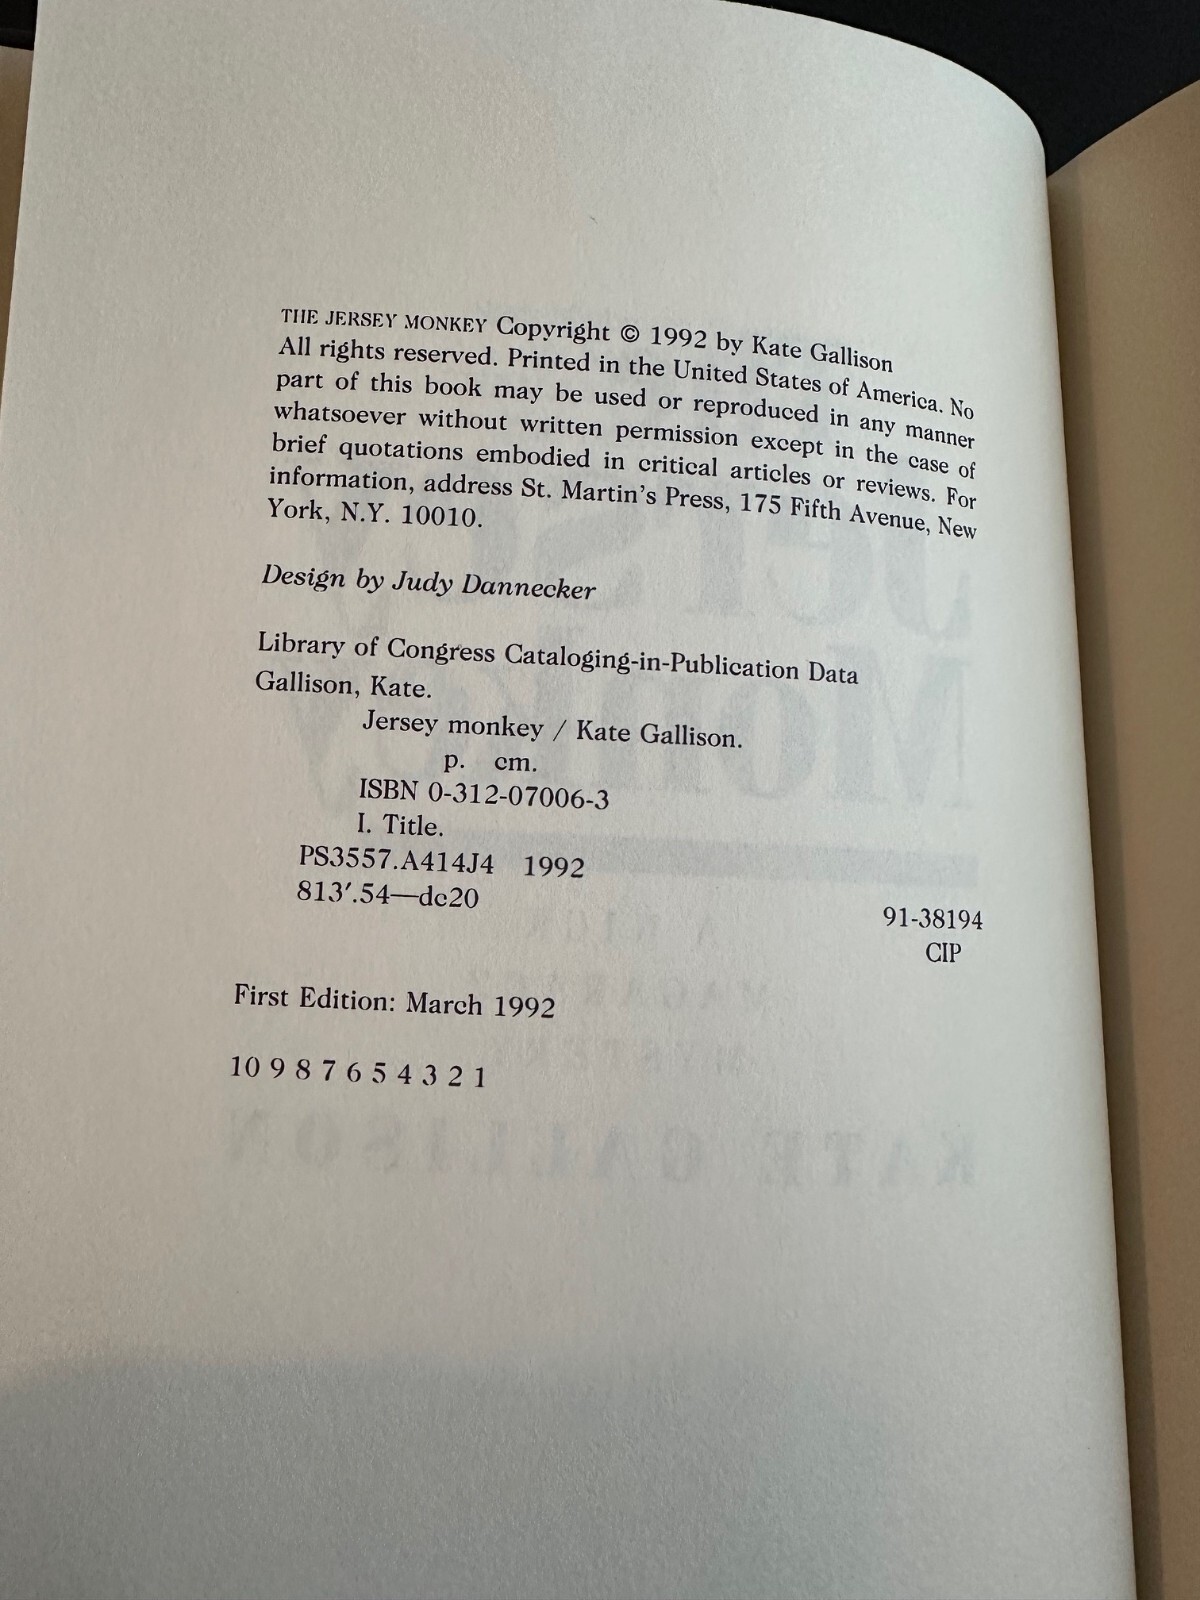 THE JERSEY MONKEY Copyright © 1992 by Kate Gallison
All rights reserved. Printed in the United States of America. No
part of this book may be used or reproduced in any manner
whatsoever without written permission except in the case of
brief quotations embodied in critical articles or reviews. For
information, address St. Martin's Press, 175 Fifth Avenue, New
York, N.Y. 10010.
Design by Judy Dannecker
Library of Congress Cataloging-in-Publication Data
Gallison, Kate.
Jersey monkey / Kate Gallison.
p. cm.
ISBN 0-312-07006-3
I. Title.
PS3557.A414J4 1992
813′.54—dc20
91-38194
CIP
First Edition: March 1992
10 9 8 7 6 5 4 3 2 1